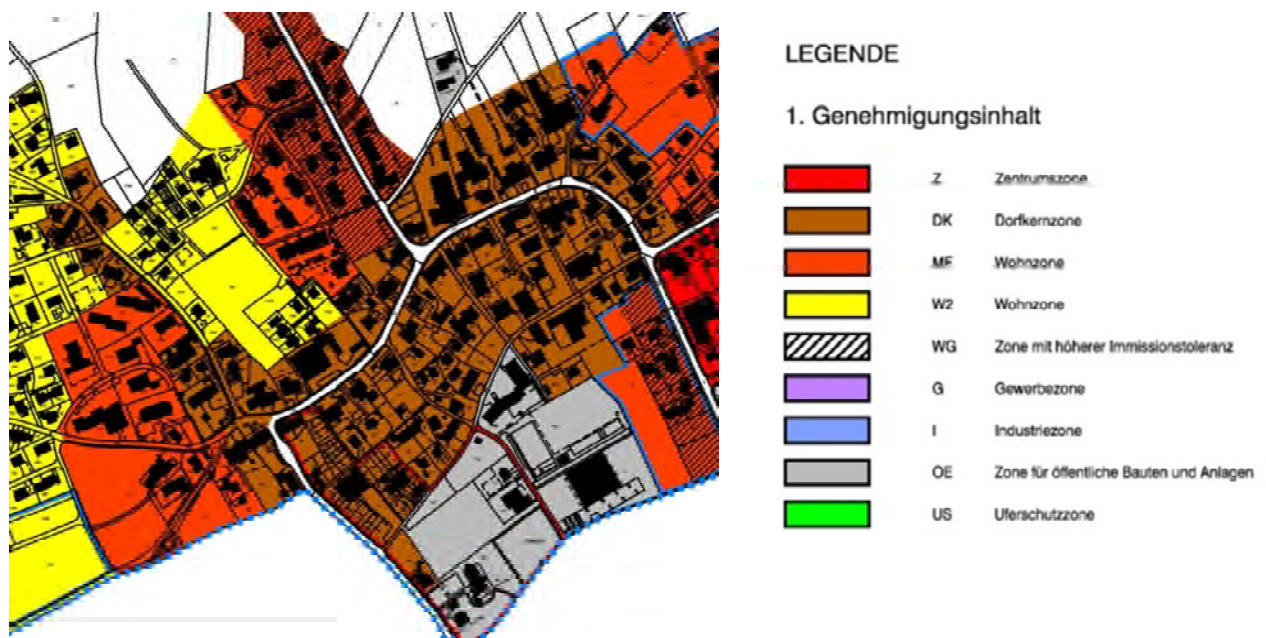 LEGENDE
1. Genehmigungsinhalt
Z Zentrumszone
DK Dorfkernzone
ME Wohnzone
W2 Wohnzone
WG Zone mit höherer Immissionstoleranz
G Gewerbezone
I Industriezone
OE Zone für öffentliche Bauten und Anlagen
US Uferschutzzone